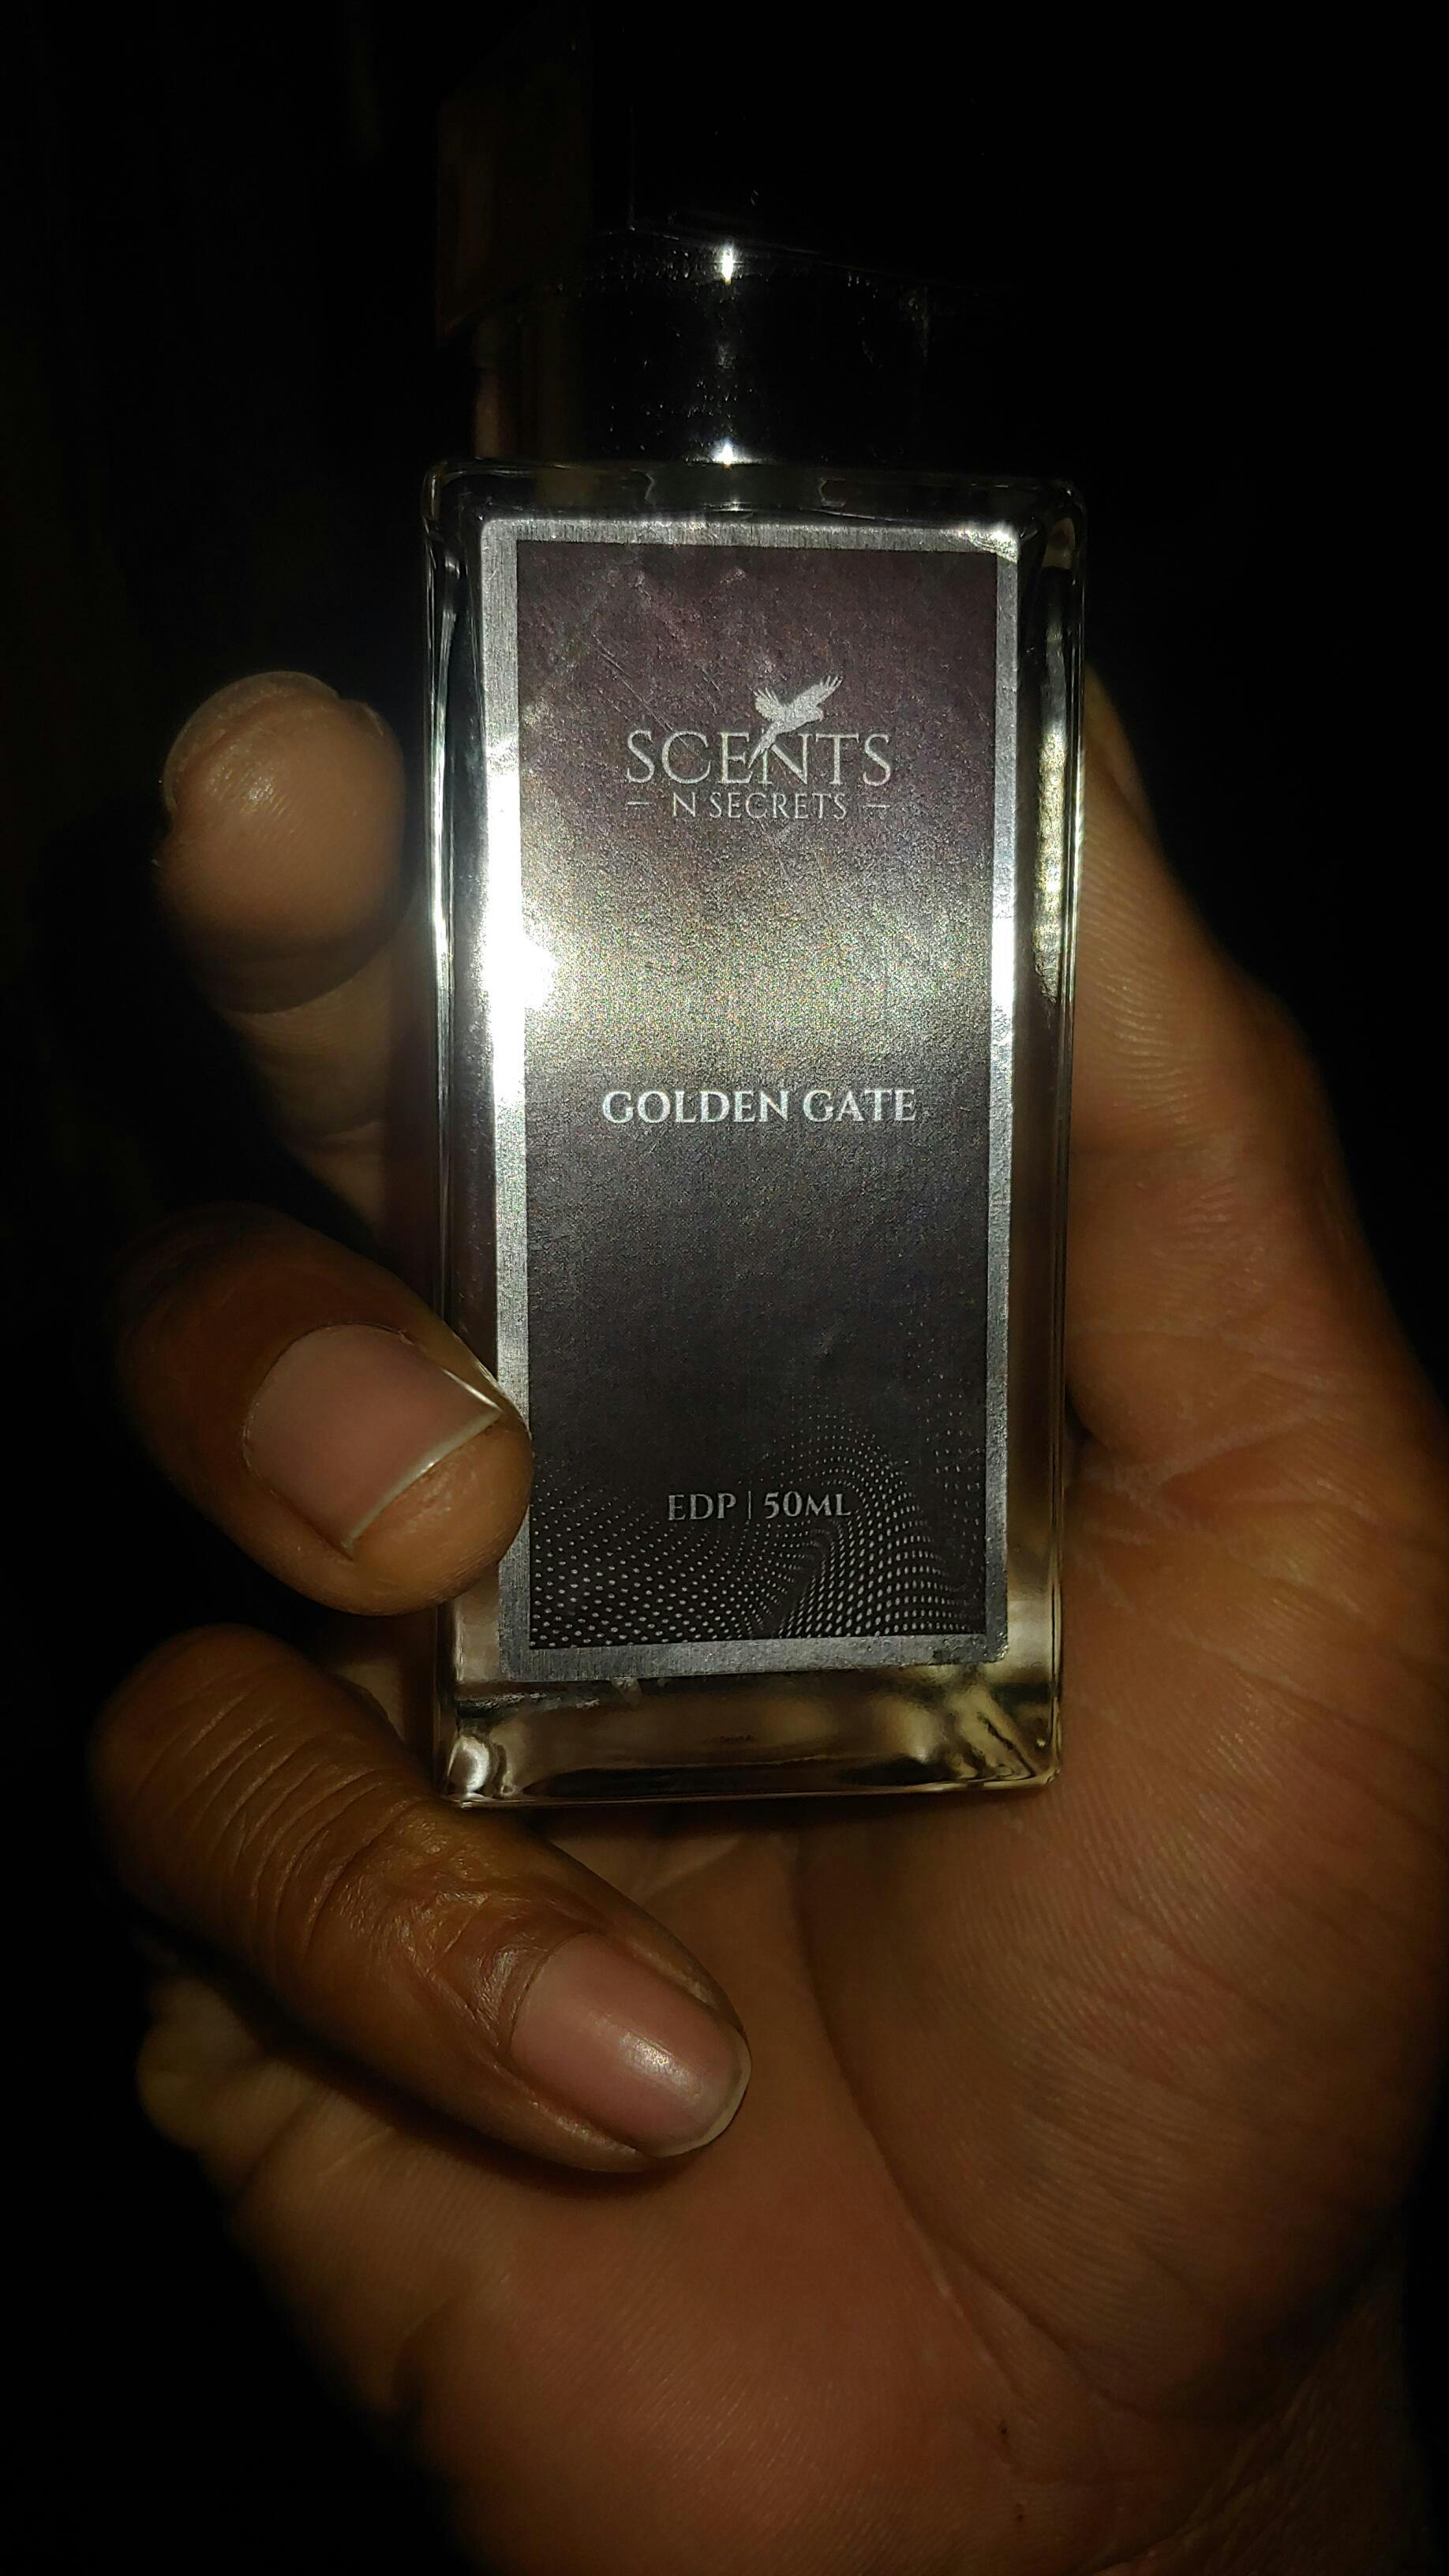 SCENTS
– N SECRETS –
GOLDEN GATE
EDP | 50ML